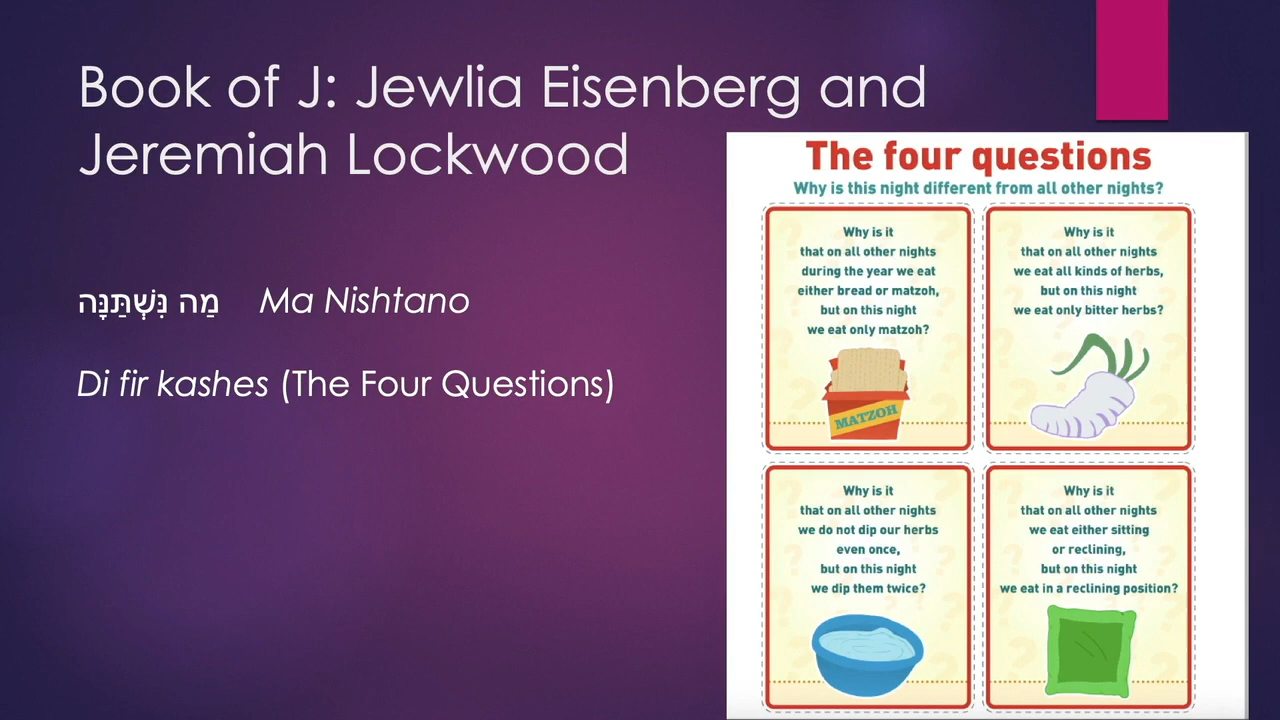 Book of J: Jewlia Eisenberg and
Jeremiah Lockwood
מַה נִּשְׁתַּנָּה Ma Nishtano
Di fir kashes (The Four Questions)
The four questions
Why is this night different from all other nights?
Why is it
that on all other nights
during the year we eat
either bread or matzoh,
but on this night
we eat only matzoh?
MATZOH
Why is it
that on all other nights
we eat all kinds of herbs,
but on this night
we eat only bitter herbs?
Why is it
that on all other nights
we do not dip our herbs
even once,
but on this night
we dip them twice?
Why is it
that on all other nights
we eat either sitting
or reclining,
but on this night
we eat in a reclining position?